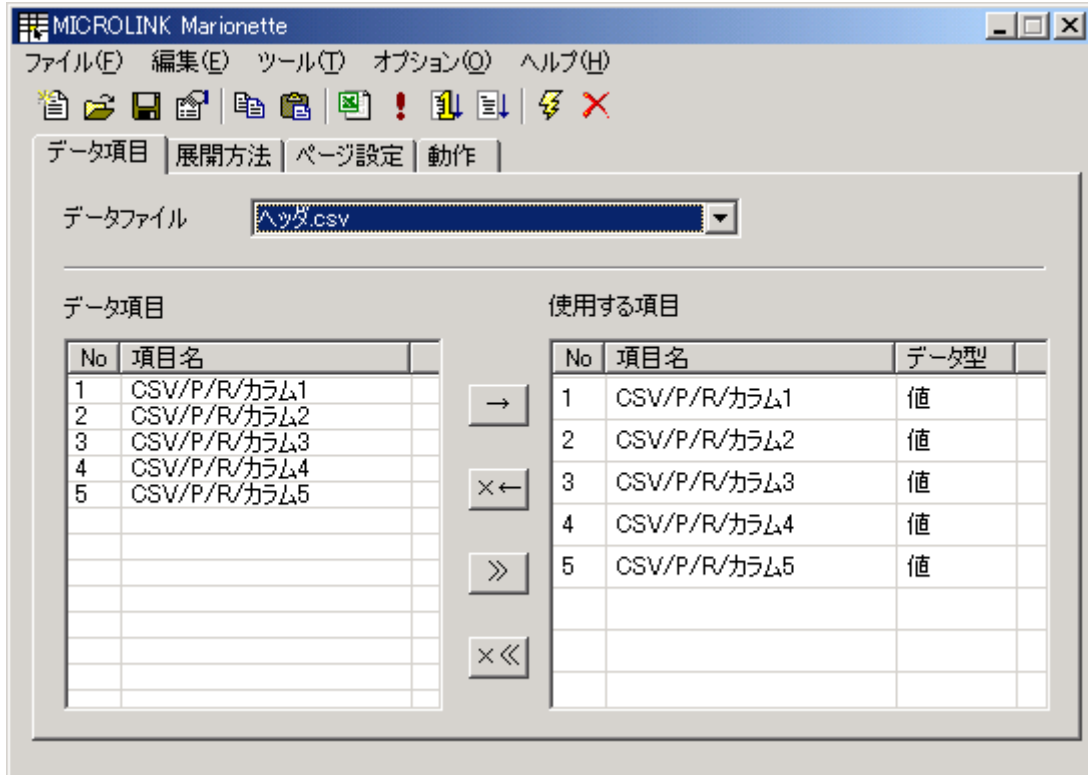 MICROLINK Marionette
ファイル(F) 編集(E) ツール(T) オプション(O) ヘルプ(H)
データ項目 展開方法 ページ設定 動作
データファイル ヘッダ.csv
データ項目
No 項目名
1 CSV/P/R/カラム1
2 CSV/P/R/カラム2
3 CSV/P/R/カラム3
4 CSV/P/R/カラム4
5 CSV/P/R/カラム5
→
×←
≫
×≪
使用する項目
No 項目名 データ型
1 CSV/P/R/カラム1 値
2 CSV/P/R/カラム2 値
3 CSV/P/R/カラム3 値
4 CSV/P/R/カラム4 値
5 CSV/P/R/カラム5 値